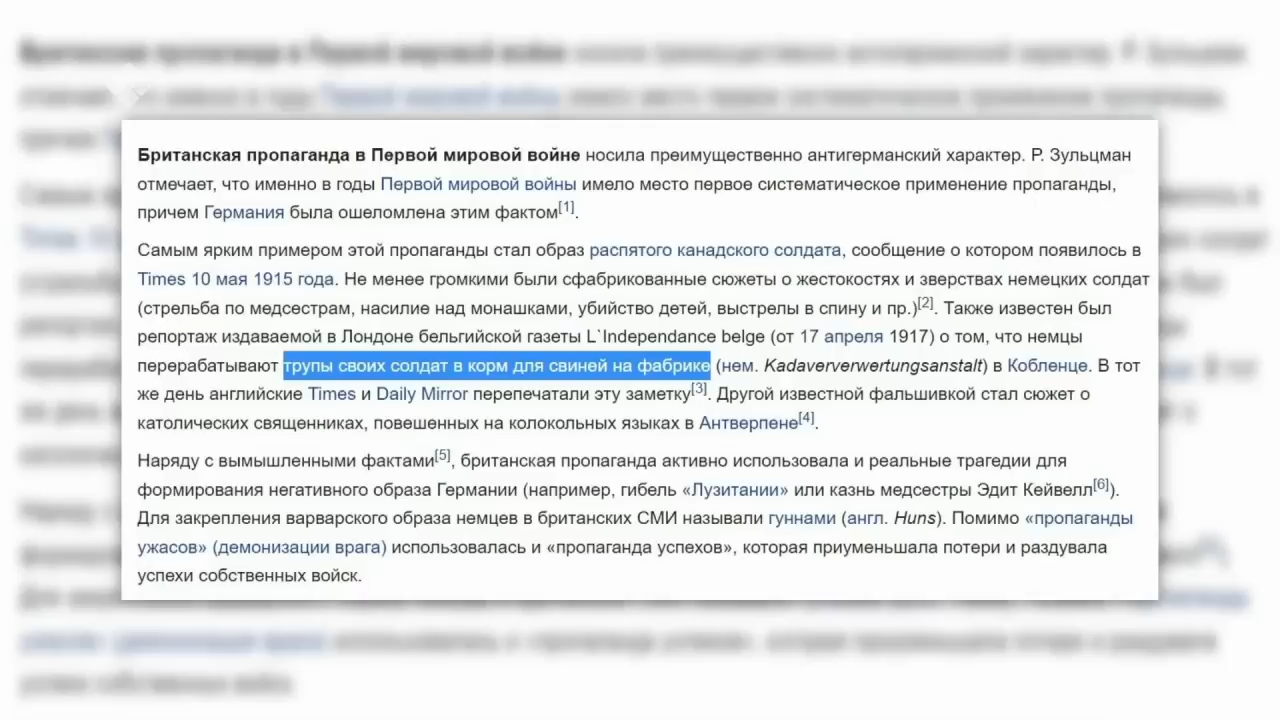 Британская пропаганда в Первой мировой войне носила преимущественно антигерманский характер. Р. Зульцман
отмечает, что именно в годы Первой мировой войны имело место первое систематическое применение пропаганды,
причем Германия была ошеломлена этим фактом[1].
Самым ярким примером этой пропаганды стал образ распятого канадского солдата, сообщение о котором появилось в
Times 10 мая 1915 года. Не менее громкими были сфабрикованные сюжеты о жестокостях и зверствах немецких солдат
(стрельба по медсестрам, насилие над монашками, убийство детей, выстрелы в спину и пр.)[2]. Также известен был
репортаж издаваемой в Лондоне бельгийской газеты L`Independance belge (от 17 апреля 1917) о том, что немцы
перерабатывают трупы своих солдат в корм для свиней на фабрике (нем. Kadaververwertungsanstalt) в Кобленце. В тот
же день английские Times и Daily Mirror перепечатали эту заметку[3]. Другой известной фальшивкой стал сюжет о
католических священниках, повешенных на колокольных языках в Антверпене[4].
Наряду с вымышленными фактами[5], британская пропаганда активно использовала и реальные трагедии для
формирования негативного образа Германии (например, гибель «Лузитании» или казнь медсестры Эдит Кейвелл[6]).
Для закрепления варварского образа немцев в британских СМИ называли гуннами (англ. Huns). Помимо «пропаганды
ужасов» (демонизации врага) использовалась и «пропаганда успехов», которая приуменьшала потери и раздувала
успехи собственных войск.